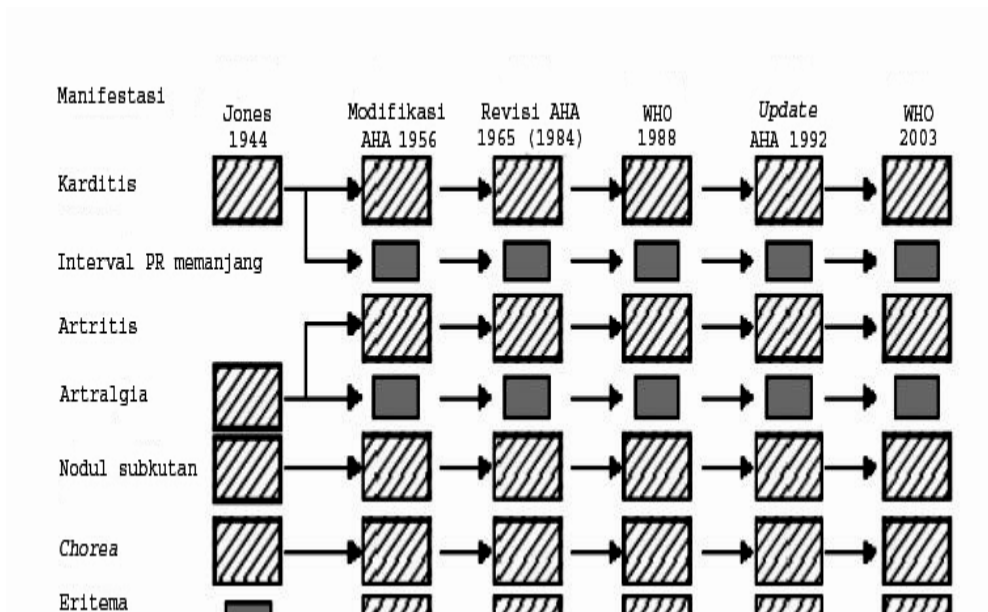 Manifestasi
Jones
1944
Modifikasi
AHA 1956
Revisi AHA
1965 (1984)
WHO
1988
Update
AHA 1992
WHO
2003
Karditis
Interval PR memanjang
Artritis
Artralgia
Nodul subkutan
Chorea
Eritema